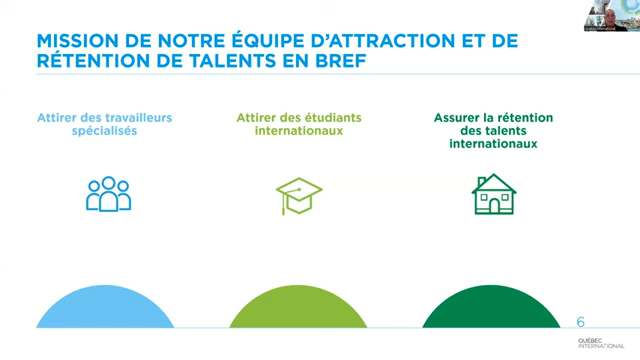 MISSION DE NOTRE ÉQUIPE D'ATTRACTION ET DE
RÉTENTION DE TALENTS EN BREF
Attirer des travailleurs
spécialisés
Attirer des étudiants
internationaux
Assurer la rétention
des talents
internationaux
6
QUÉBEC
INTERNATIONAL